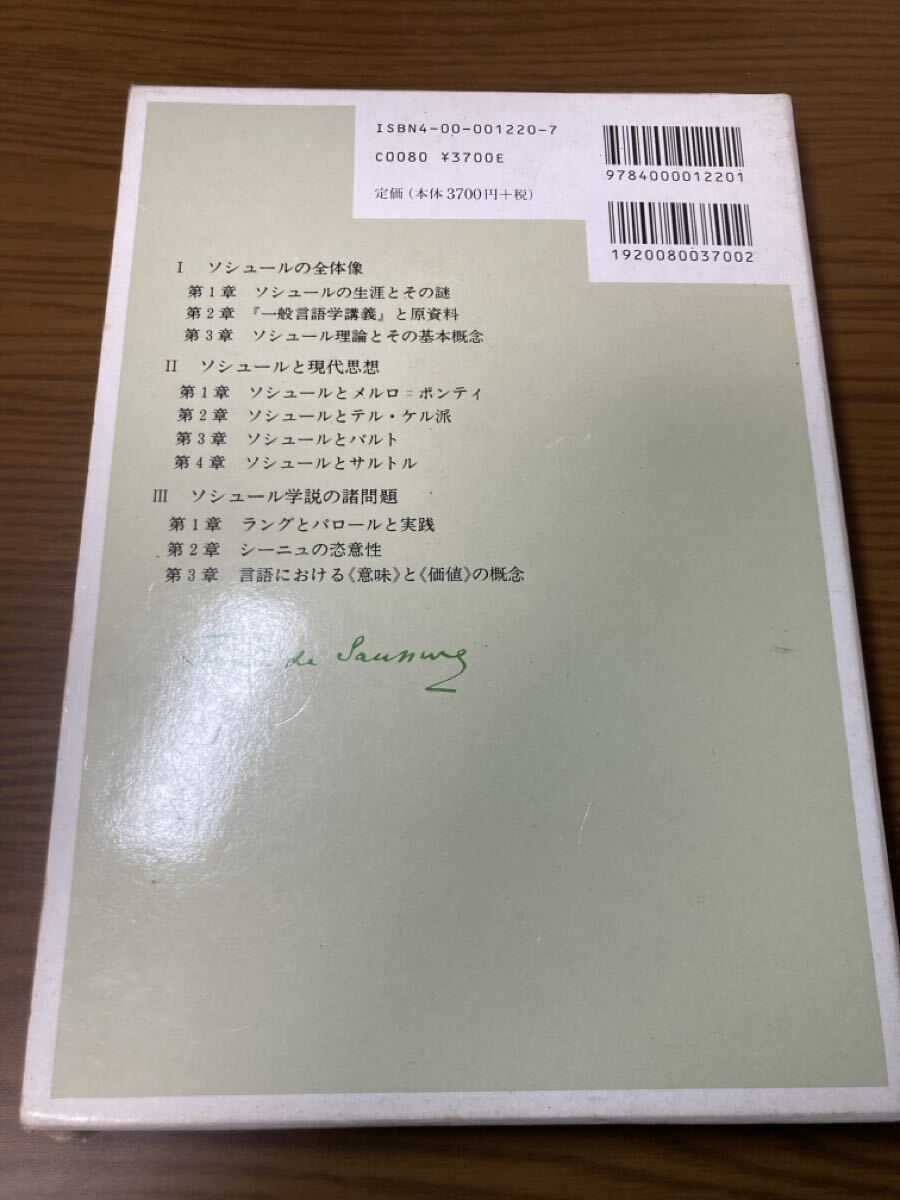 ISBN4-00-001220-7
C0080 ¥3700E
定価(本体3700円+税)
9784000012201
1920080037002
I ソシュールの全体像
第1章 ソシュールの生涯とその謎
第2章 『一般言語学講義』と原資料
第3章 ソシュール理論とその基本概念
II ソシュールと現代思想
第1章 ソシュールとメルロ=ポンティ
第2章 ソシュールとテル・ケル派
第3章 ソシュールとバルト
第4章 ソシュールとサルトル
III ソシュール学説の諸問題
第1章 ラングとパロールと実践
第2章 シーニュの恣意性
第3章 言語における《意味》と《価値》の概念
de Saussure